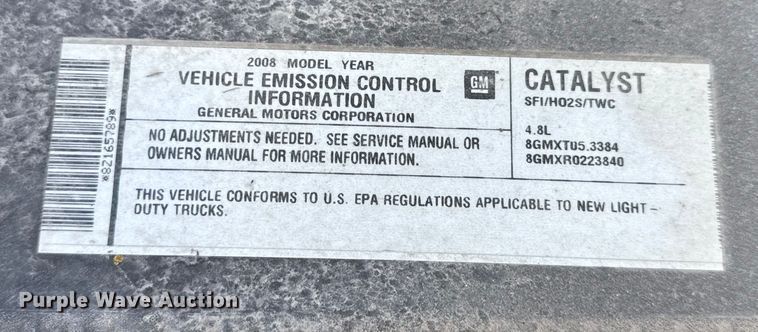 *82165789*
2008 MODEL YEAR
VEHICLE EMISSION CONTROL
INFORMATION
GENERAL MOTORS CORPORATION
GM
NO ADJUSTMENTS NEEDED. SEE SERVICE MANUAL OR
OWNERS MANUAL FOR MORE INFORMATION.
CATALYST
SFI/HO2S/TWC
4.8L
8GMXT05.3384
8GMXR0223840
THIS VEHICLE CONFORMS TO U.S. EPA REGULATIONS APPLICABLE TO NEW LIGHT-
DUTY TRUCKS.
Purple Wave Auction